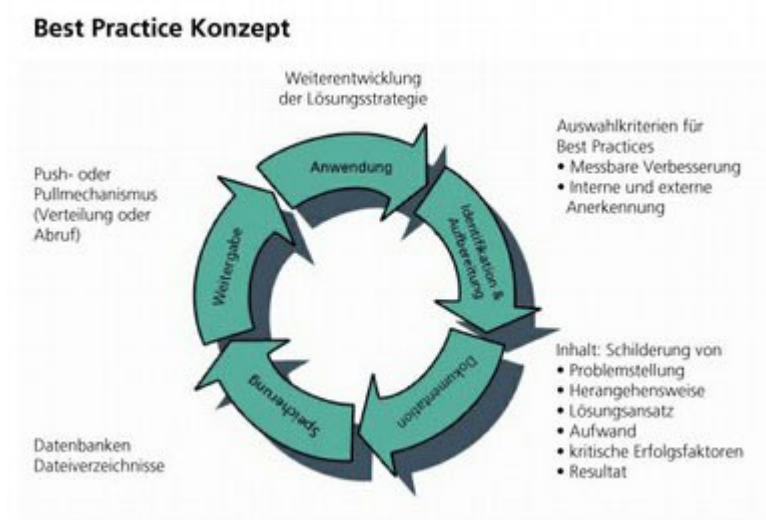 Best Practice Konzept
Weiterentwicklung
der Lösungsstrategie
Anwendung
Auswahlkriterien für
Best Practices
• Messbare Verbesserung
• Interne und externe
Anerkennung
Identifikation &
Aufbereitung
Inhalt: Schilderung von
• Problemstellung
• Herangehensweise
• Lösungsansatz
• Aufwand
• kritische Erfolgsfaktoren
• Resultat
Dokumentation
Speicherung
Datenbanken
Dateiverzeichnisse
Weitergabe
Push- oder
Pullmechanismus
(Verteilung oder
Abruf)